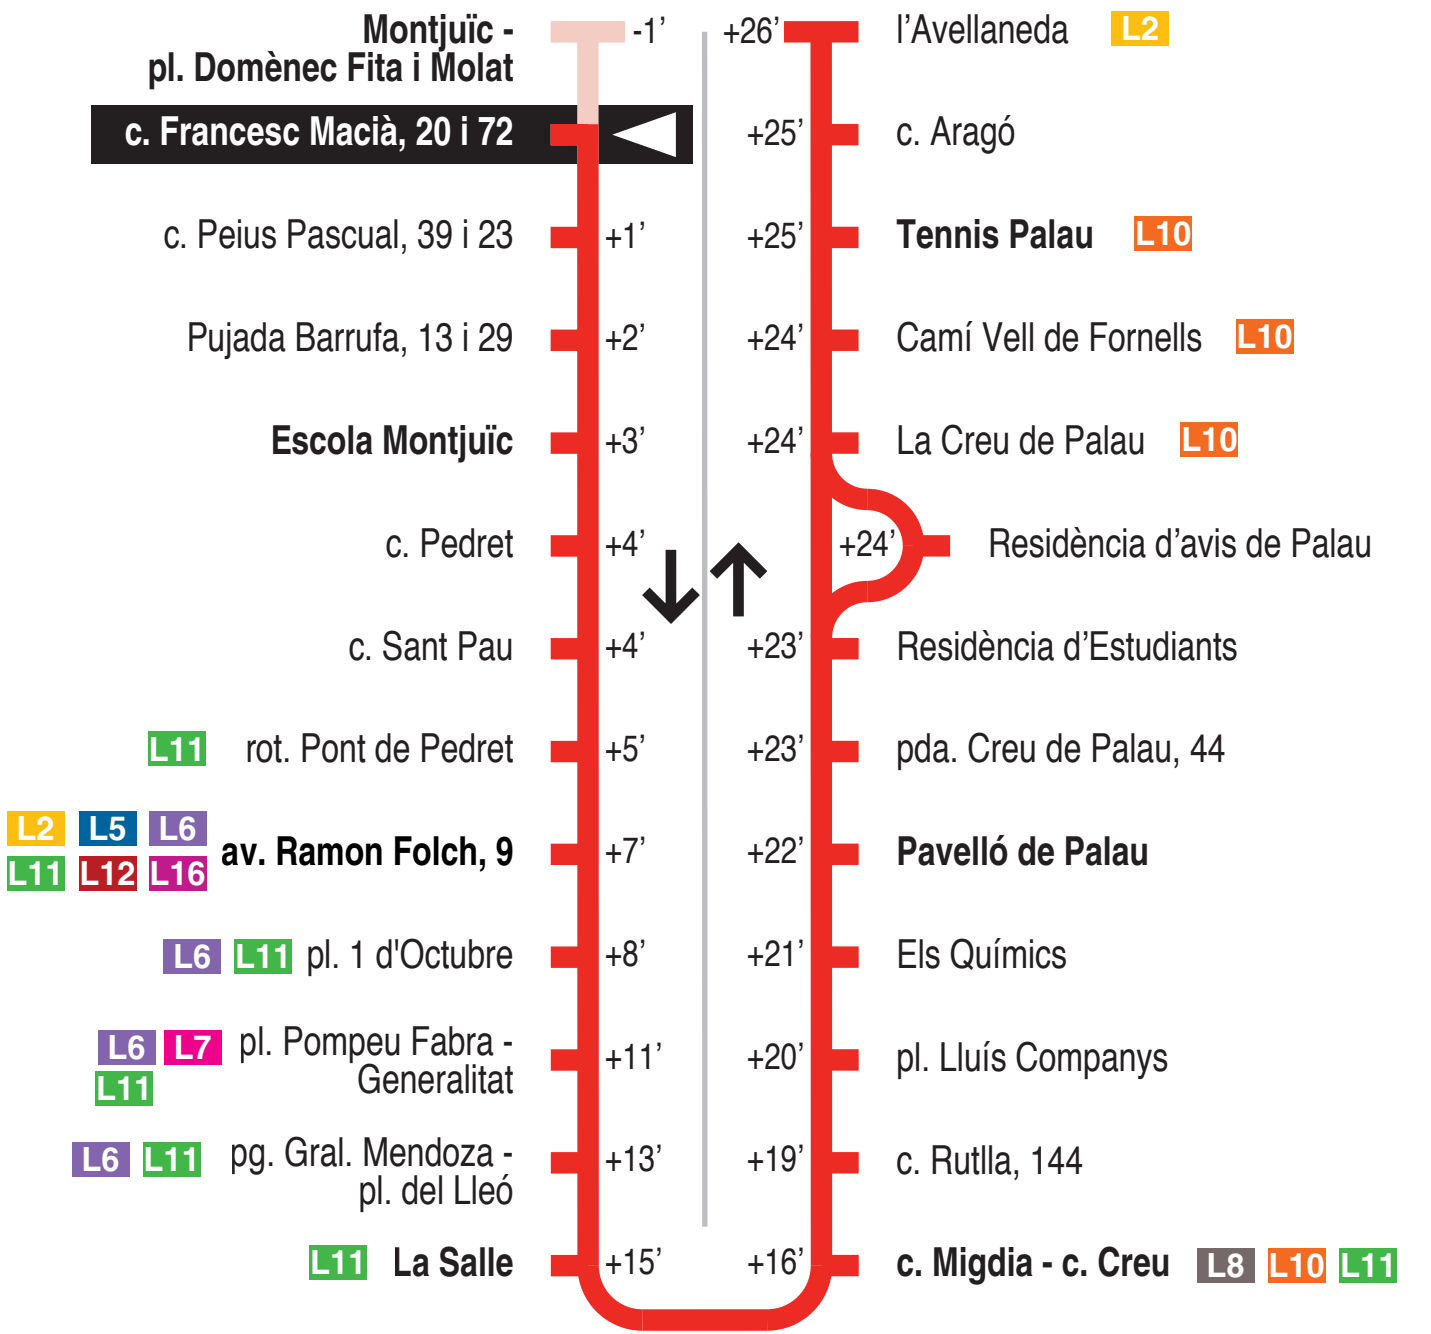 Montjuïc -
pl. Domènec Fita i Molat
-1’
c. Francesc Macià, 20 i 72
c. Peius Pascual, 39 i 23
+1’
Pujada Barrufa, 13 i 29
+2’
Escola Montjuïc
+3’
c. Pedret
+4’
c. Sant Pau
+4’
L11 rot. Pont de Pedret
+5’
L2 L5 L6
L11 L12 L16
av. Ramon Folch, 9
+7’
L6 L11 pl. 1 d'Octubre
+8’
L6 L7
L11
pl. Pompeu Fabra -
Generalitat
+11’
L6 L11
pg. Gral. Mendoza -
pl. del Lleó
+13’
L11 La Salle
+15’
+26’
l’Avellaneda L2
+25’
c. Aragó
+25’
Tennis Palau L10
+24’
Camí Vell de Fornells L10
+24’
La Creu de Palau L10
+24’
Residència d’avis de Palau
+23’
Residència d’Estudiants
+23’
pda. Creu de Palau, 44
+22’
Pavelló de Palau
+21’
Els Químics
+20’
pl. Lluís Companys
+19’
c. Rutlla, 144
+16’
c. Migdia - c. Creu L8 L10 L11